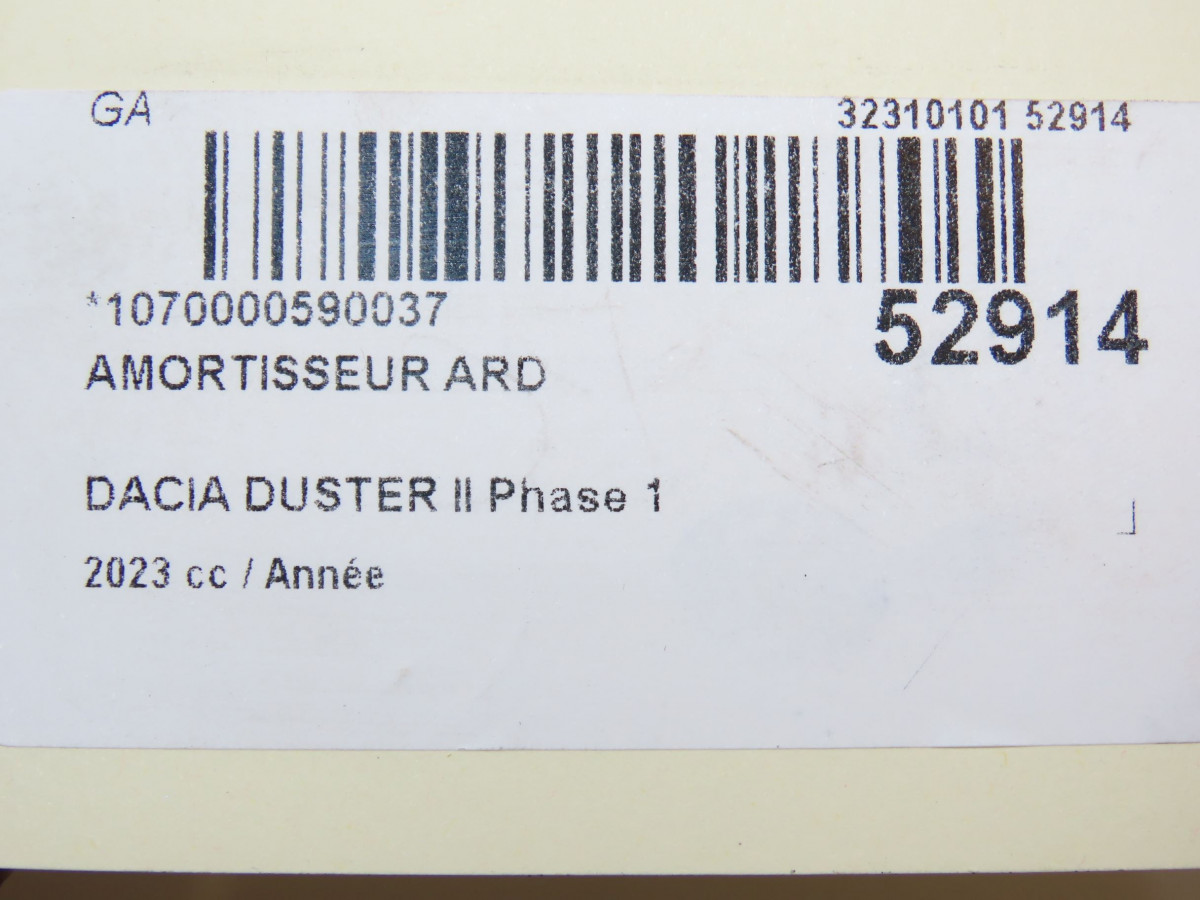 GA
32310101 52914
*1070000590037
52914
AMORTISSEUR ARD
DACIA DUSTER II Phase 1
2023 cc / Année